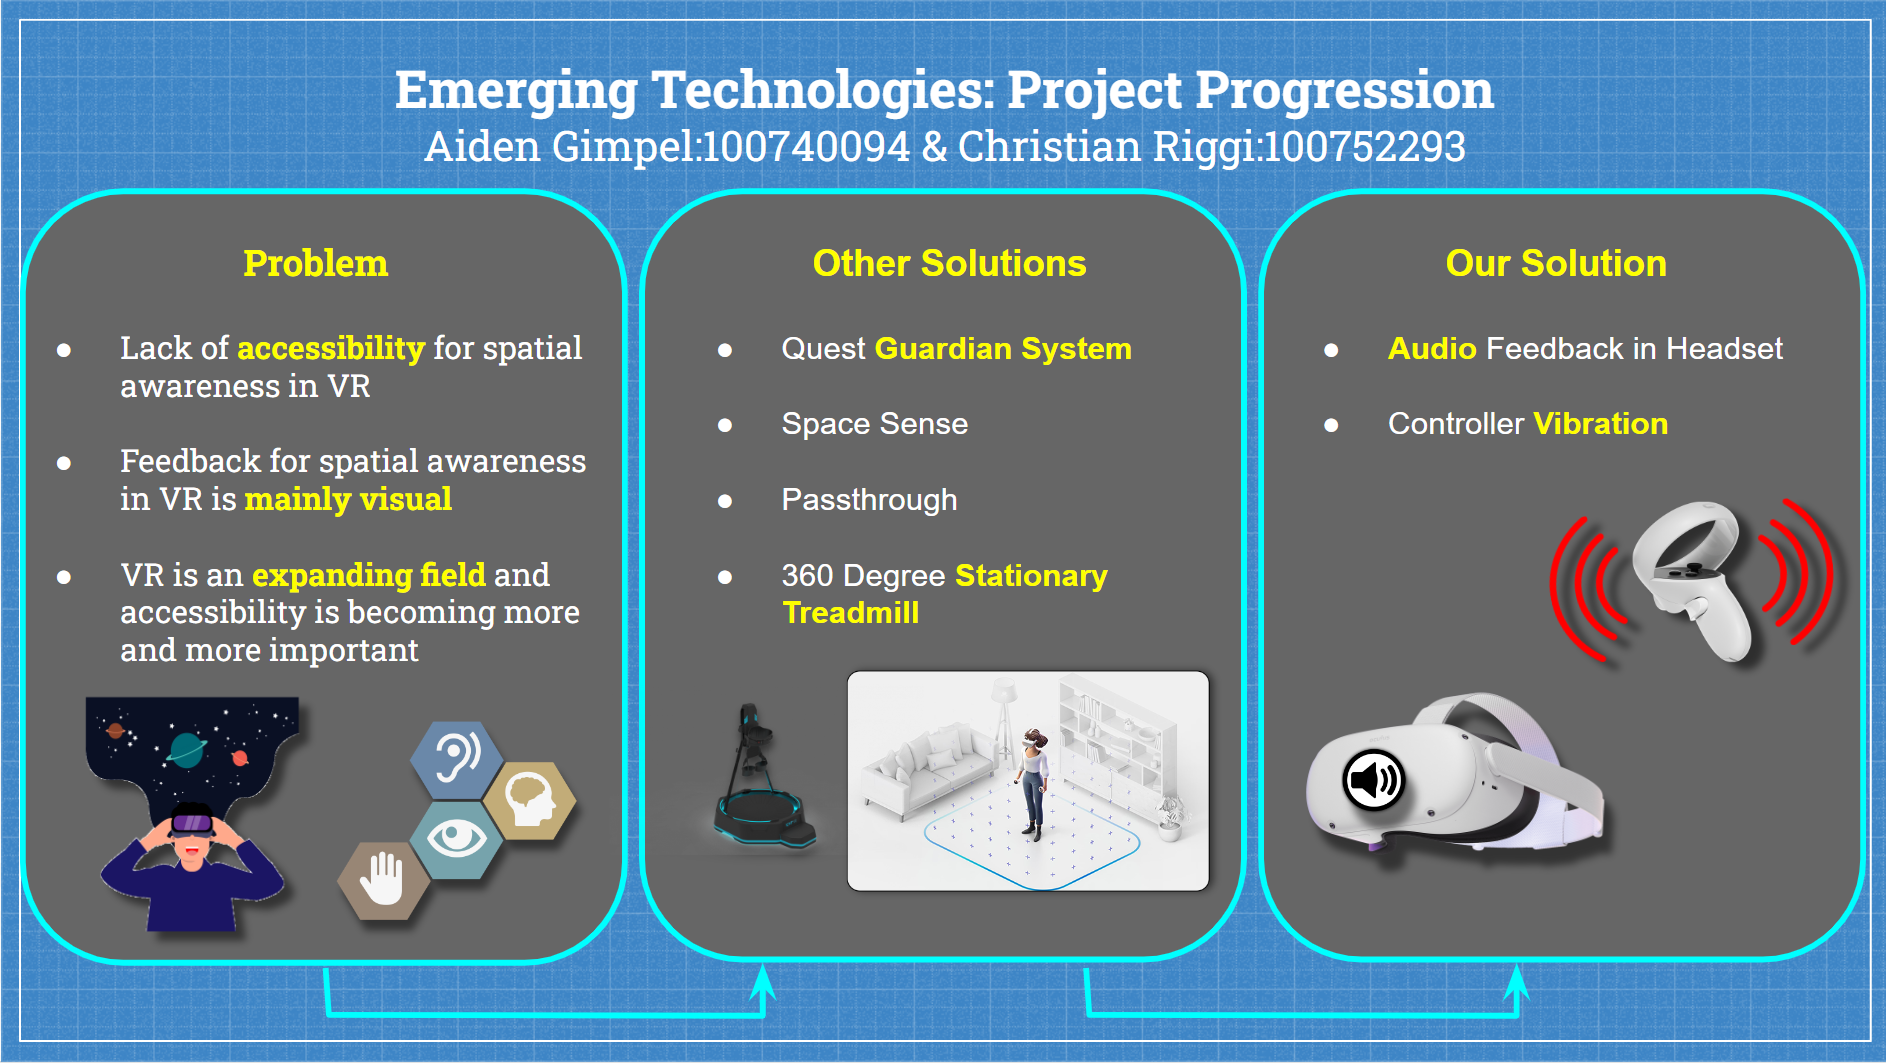 Emerging Technologies: Project Progression
Aiden Gimpel:100740094 & Christian Riggi:100752293
Problem
● Lack of accessibility for spatial
awareness in VR
● Feedback for spatial awareness
in VR is mainly visual
● VR is an expanding field and
accessibility is becoming more
and more important
Other Solutions
● Quest Guardian System
● Space Sense
● Passthrough
● 360 Degree Stationary
Treadmill
Our Solution
● Audio Feedback in Headset
● Controller Vibration